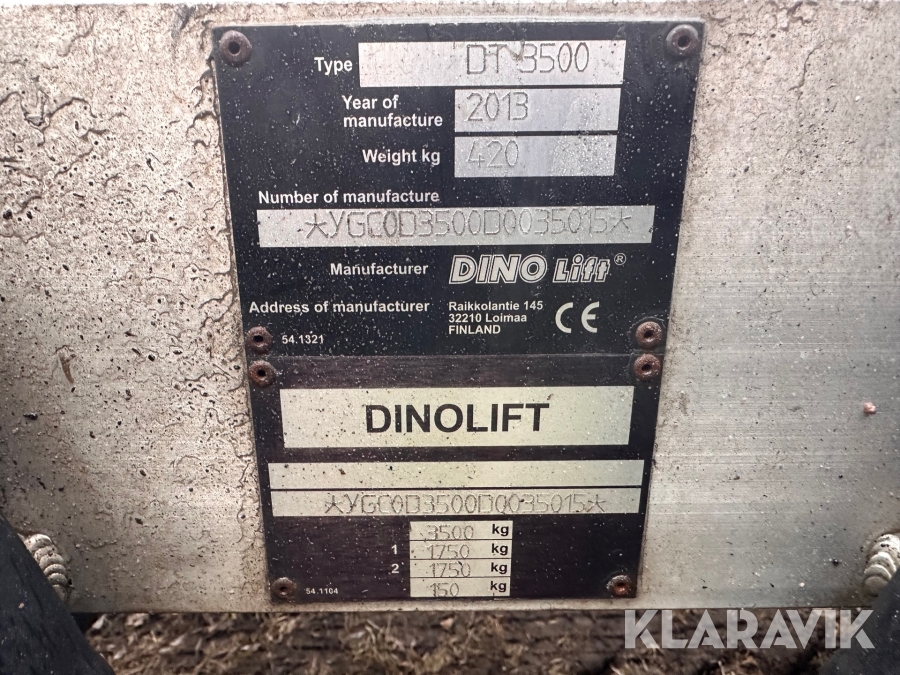 Type DT 3500
Year of
manufacture 2013
Weight kg 420
Number of manufacture
*YGC0D3500D0035015*
Manufacturer DINO Lift®
Address of manufacturer Raikkolantie 145
32210 Loimaa
FINLAND
CE
54.1321
DINOLIFT
*YGC0D3500D0035015*
3500 kg
1 1750 kg
2 1750 kg
150 kg
54.1104
KLARAVIK